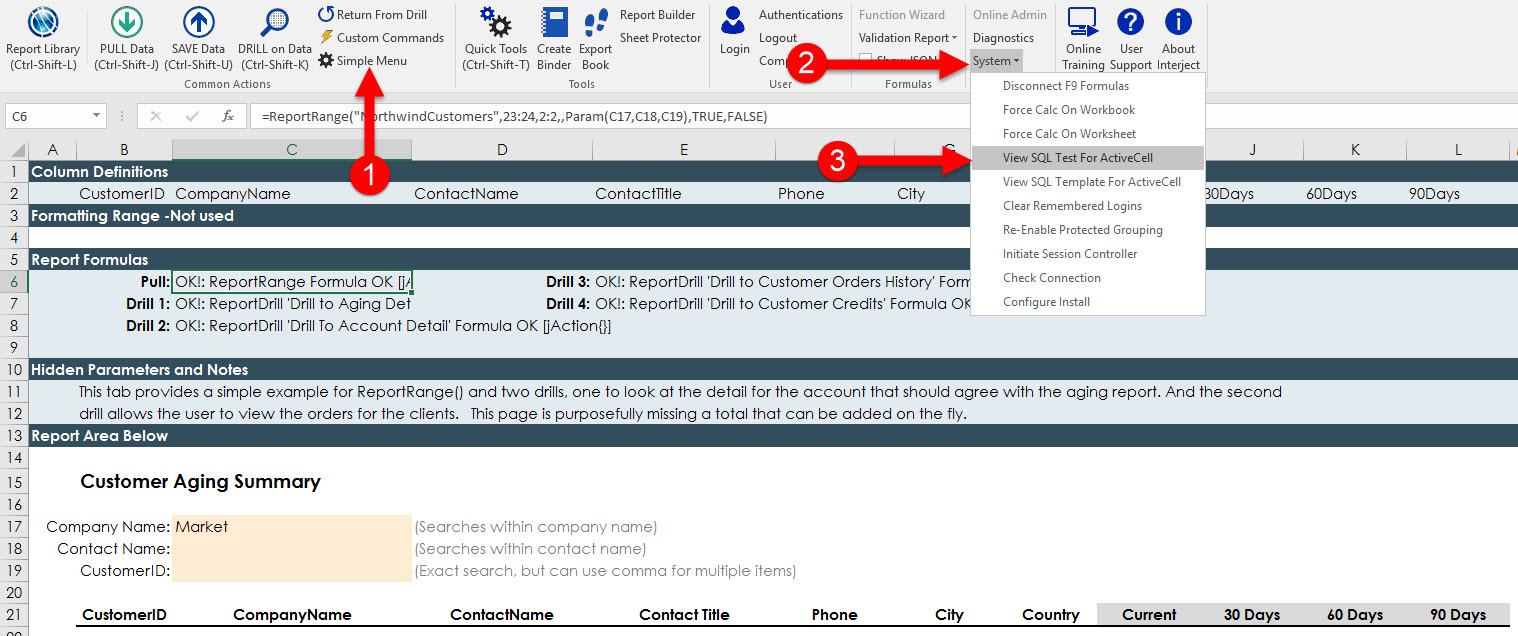 Report Library
(Ctrl-Shift-L)
PULL Data
(Ctrl-Shift-J)
SAVE Data
(Ctrl-Shift-U)
DRILL on Data
(Ctrl-Shift-K)
Return From Drill
Custom Commands
Simple Menu
Common Actions
Quick Tools
(Ctrl-Shift-T)
Create
Binder
Export
Book
Report Builder
Sheet Protector
Tools
Login
Authentications
Logout
User
Function Wizard
Validation Report
Show JSON
Formulas
Online Admin
Diagnostics
System
Online
Training
User
Support
About
Interject
1
2
3
Disconnect F9 Formulas
Force Calc On Workbook
Force Calc On Worksheet
View SQL Test For ActiveCell
View SQL Template For ActiveCell
Clear Remembered Logins
Re-Enable Protected Grouping
Initiate Session Controller
Check Connection
Configure Install
C6
fx
=ReportRange("NorthwindCustomers",23:24,2:2,,Param(C17,C18,C19),TRUE,FALSE)
A B C D E G J K L
1 Column Definitions
2 CustomerID CompanyName ContactName ContactTitle Phone City 30Days 60Days 90Days
3 Formatting Range -Not used
4
5 Report Formulas
6 Pull: OK!: ReportRange Formula OK [jA Drill 3: OK!: ReportDrill 'Drill to Customer Orders History' Form
7 Drill 1: OK!: ReportDrill 'Drill to Aging Det Drill 4: OK!: ReportDrill 'Drill to Customer Credits' Formula OK
8 Drill 2: OK!: ReportDrill 'Drill To Account Detail' Formula OK [jAction{}]
9
10 Hidden Parameters and Notes
11 This tab provides a simple example for ReportRange() and two drills, one to look at the detail for the account that should agree with the aging report. And the second
12 drill allows the user to view the orders for the clients. This page is purposefully missing a total that can be added on the fly.
13 Report Area Below
14
15 Customer Aging Summary
16
17 Company Name: Market (Searches within company name)
18 Contact Name: (Searches within contact name)
19 CustomerID: (Exact search, but can use comma for multiple items)
20
21 CustomerID CompanyName ContactName Contact Title Phone City Country Current 30 Days 60 Days 90 Days